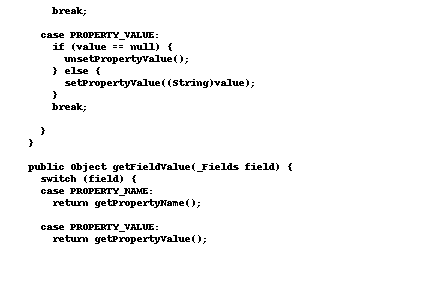 break;
case PROPERTY_VALUE:
if (value == null) {
unsetPropertyValue();
} else {
setPropertyValue((String)value);
}
break;
}
}
public Object getFieldValue(_Fields field) {
switch (field) {
case PROPERTY_NAME:
return getPropertyName();
case PROPERTY_VALUE:
return getPropertyValue();